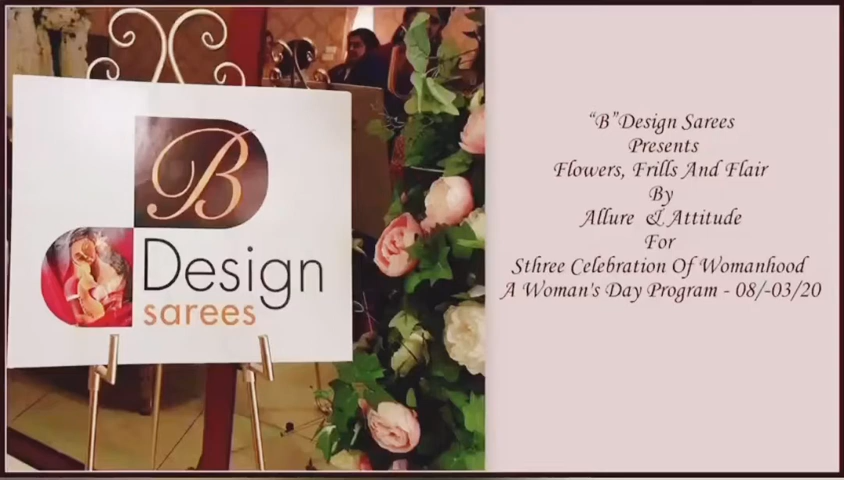 B
Design
sarees
“B”Design Sarees
Presents
Flowers, Frills And Flair
By
Allure & Attitude
For
Sthree Celebration Of Womanhood
A Woman's Day Program - 08/-03/20